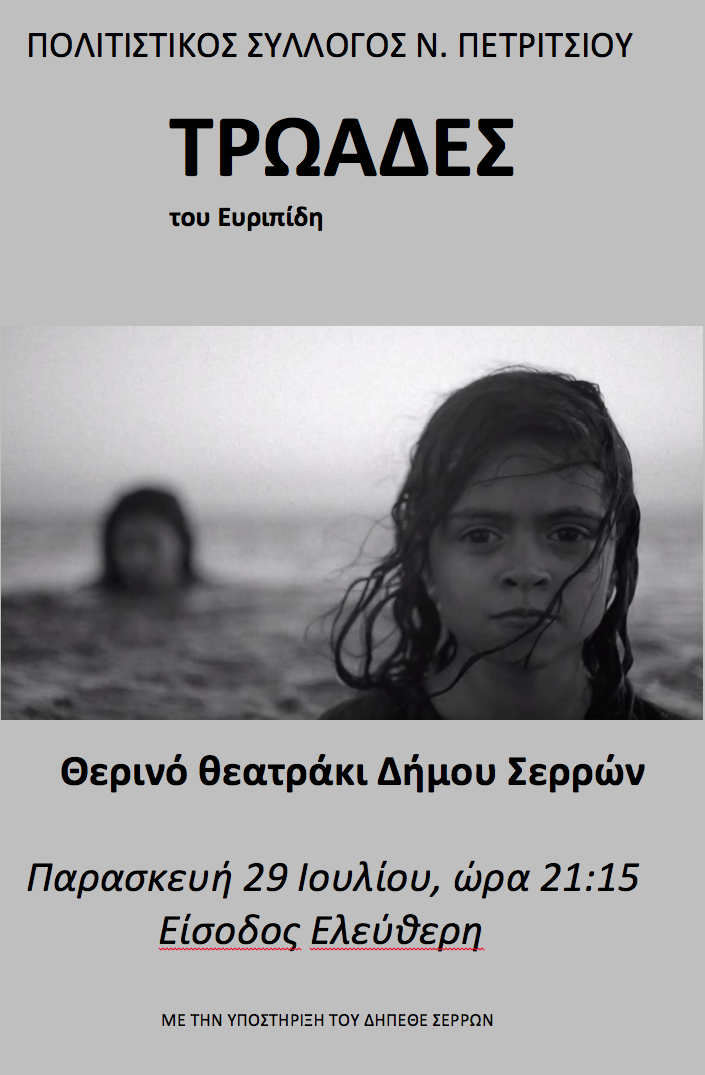 ΠΟΛΙΤΙΣΤΙΚΟΣ ΣΥΛΛΟΓΟΣ Ν. ΠΕΤΡΙΤΣΙΟΥ
ΤΡΩΑΔΕΣ
του Ευριπίδη
Θερινό θεατράκι Δήμου Σερρών
Παρασκευή 29 Ιουλίου, ώρα 21:15
Είσοδος Ελεύθερη
ΜΕ ΤΗΝ ΥΠΟΣΤΗΡΙΞΗ ΤΟΥ ΔΗΠΕΘΕ ΣΕΡΡΩΝ